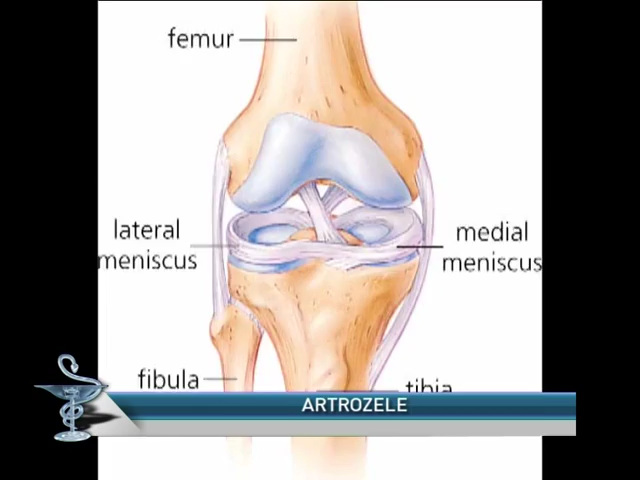 femur
lateral
meniscus
medial
meniscus
fibula
tibia
ARTROZELE